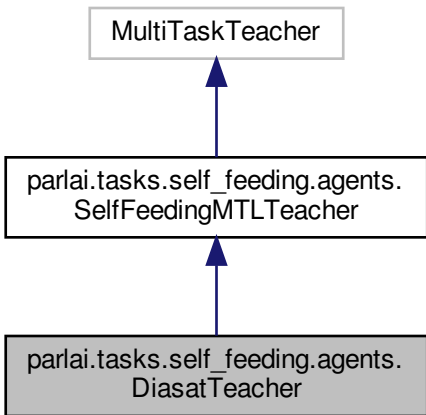 MultiTaskTeacher
parlai.tasks.self_feeding.agents.
SelfFeedingMTLTeacher
parlai.tasks.self_feeding.agents.
DiasatTeacher